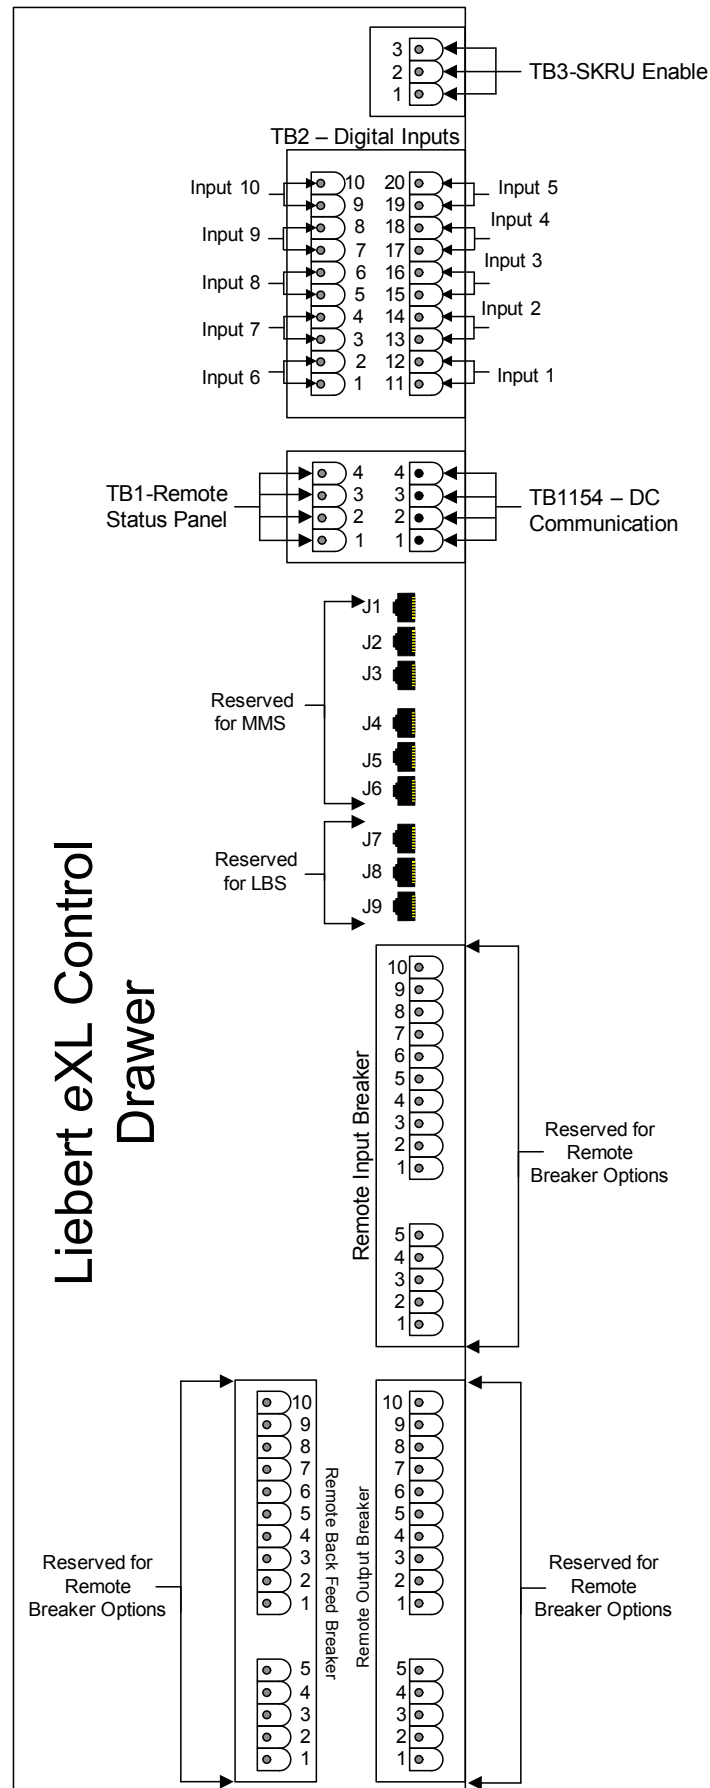 3
2
1
TB3-SKRU Enable
TB2 – Digital Inputs
Input 10
10 20
Input 5
9 19
8 18
Input 4
Input 9
7 17
6 16
Input 3
Input 8
5 15
4 14
Input 2
Input 7
3 13
2 12
Input 6
1 11
Input 1
4 4
TB1-Remote
Status Panel
3 3
TB1154 – DC
Communication
2 2
1 1
J1
J2
J3
Reserved
for MMS
J4
J5
J6
J7
Reserved
for LBS
J8
J9
Liebert eXL Control
Drawer
Remote Input Breaker
10
9
8
7
6
5
4
3
2
1
5
4
3
2
1
Reserved for
Remote
Breaker Options
Reserved for
Remote
Breaker Options
10
9
8
7
6
5
4
3
2
1
5
4
3
2
1
Remote Back Feed Breaker
Remote Output Breaker
10
9
8
7
6
5
4
3
2
1
5
4
3
2
1
Reserved for
Remote
Breaker Options